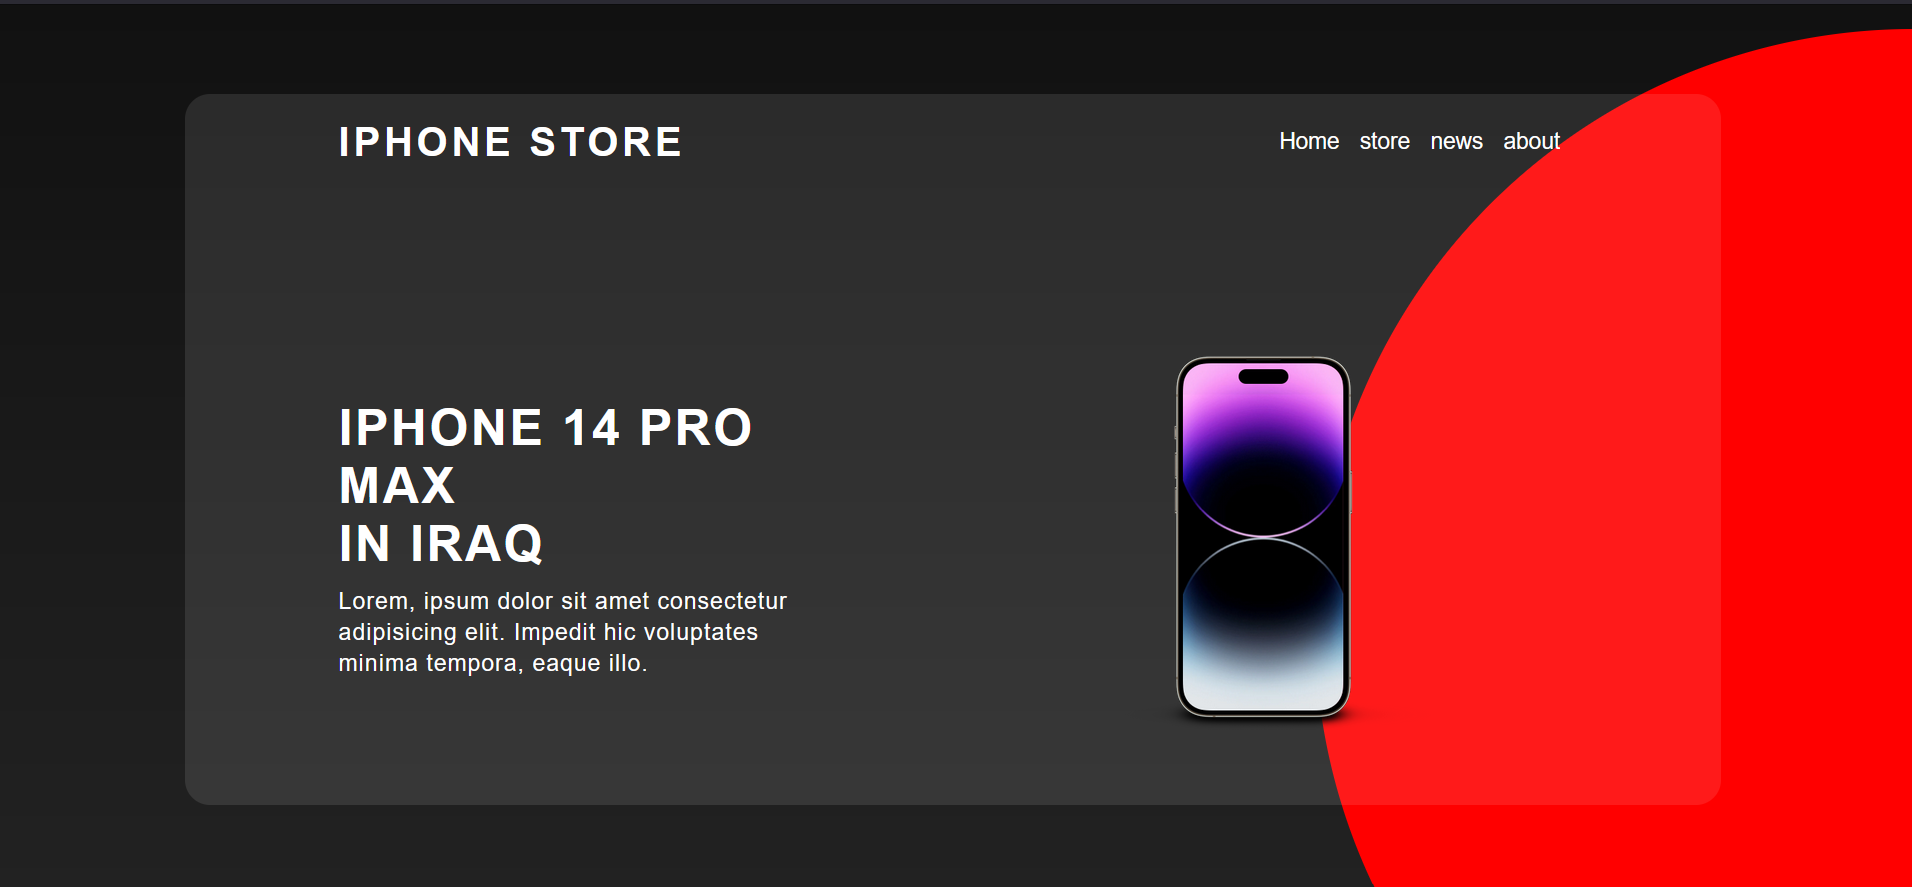 IPHONE STORE
Home store news about
IPHONE 14 PRO
MAX
IN IRAQ
Lorem, ipsum dolor sit amet consectetur
adipisicing elit. Impedit hic voluptates
minima tempora, eaque illo.